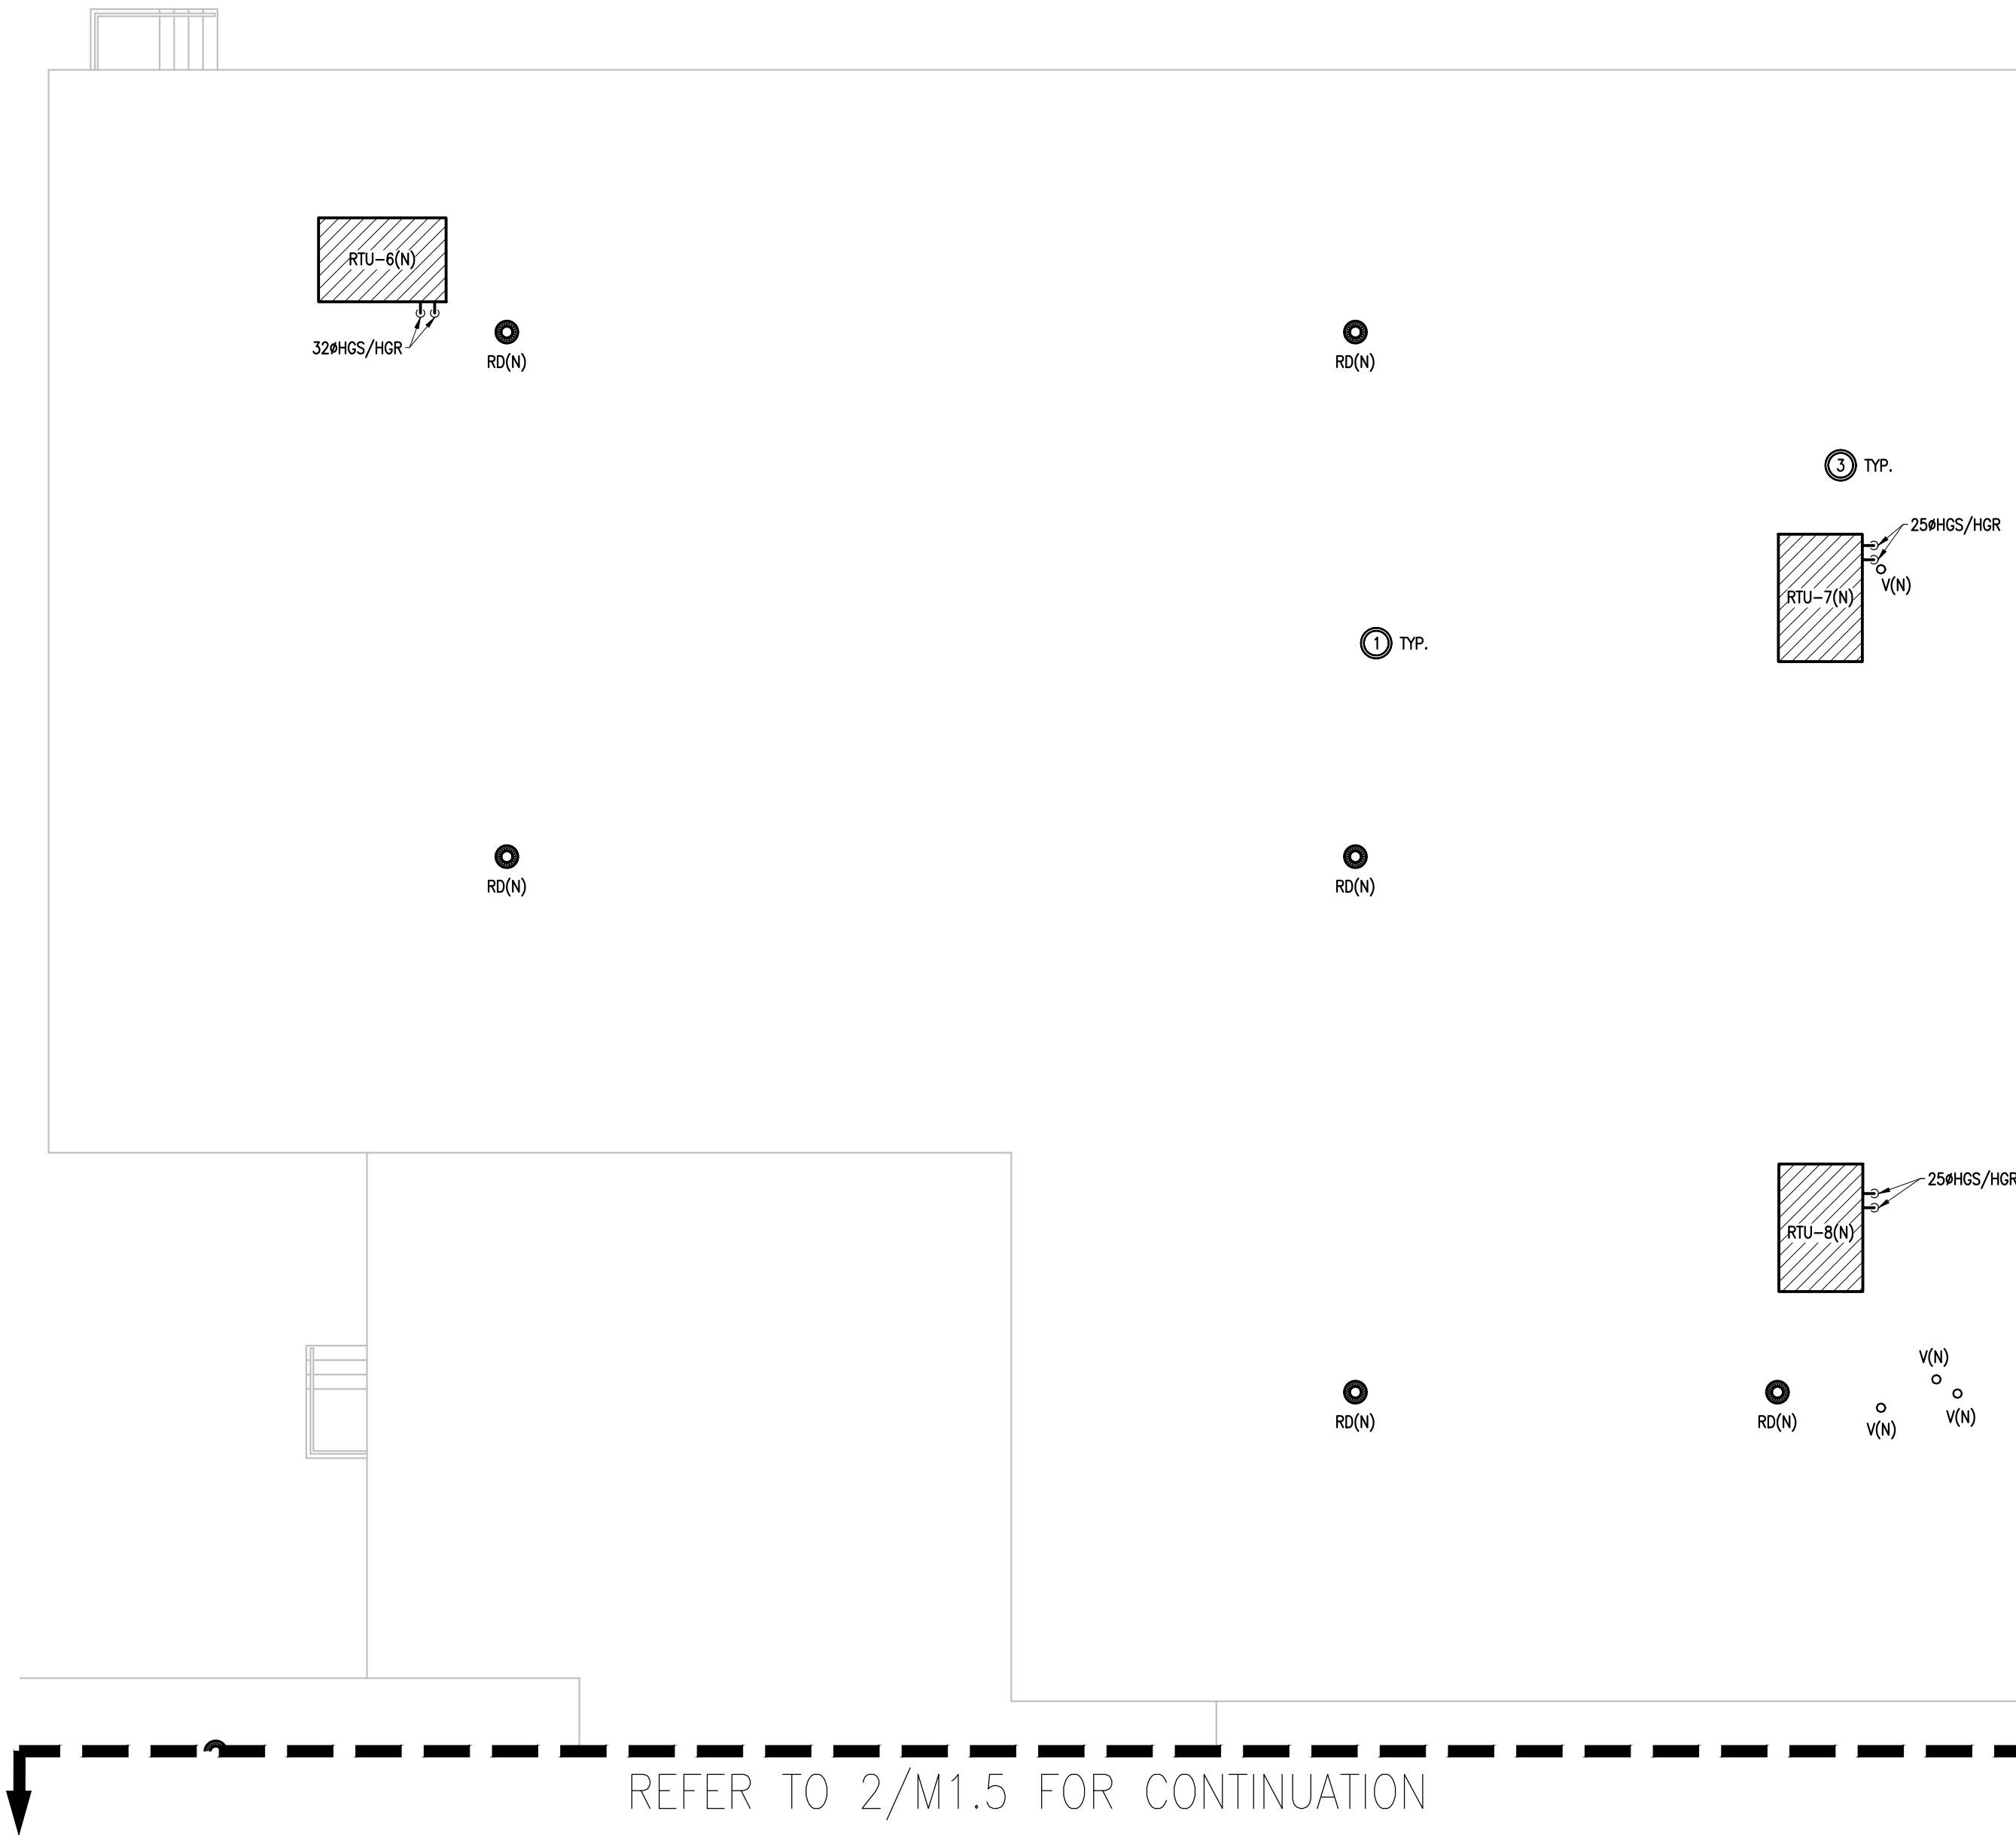 RTU-6(N)
32øHGS/HGR
RD(N)
RD(N)
3 TYP.
25øHGS/HGR
V(N)
RTU-7(N)
1 TYP.
RD(N)
RD(N)
25øHGS/HGR
RTU-8(N)
V(N)
V(N)
RD(N)
RD(N)
V(N)
REFER TO 2/M1.5 FOR CONTINUATION